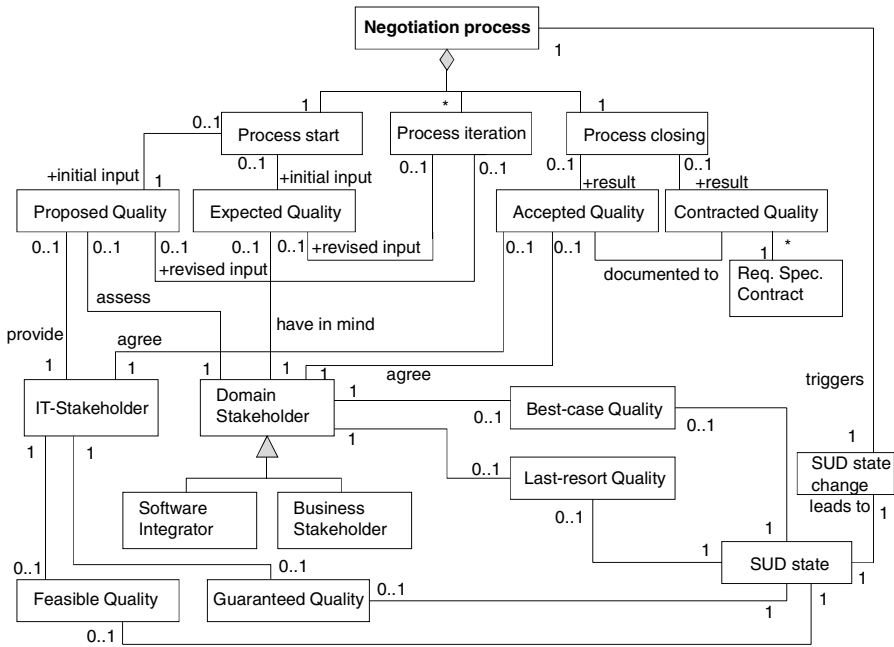 Negotiation process
1
1
*
1
0..1
Process start
Process iteration
Process closing
0..1
0..1
0..1
0..1
0..1
+initial input
1
+initial input
+result
+result
Proposed Quality
Expected Quality
Accepted Quality
Contracted Quality
0..1
0..1
0..1
0..1
0..1
+revised input
0..1
0..1
1
*
+revised input
documented to
Req. Spec.
Contract
assess
provide
have in mind
agree
agree
triggers
1
1
1
1
1
1
IT-Stakeholder
Domain
Stakeholder
Best-case Quality
0..1
0..1
1
1
1
1
0..1
Last-resort Quality
SUD state
change
Software
Integrator
Business
Stakeholder
0..1
leads to
1
1
1
SUD state
0..1
0..1
1
Feasible Quality
Guaranteed Quality
0..1
1
1
0..1